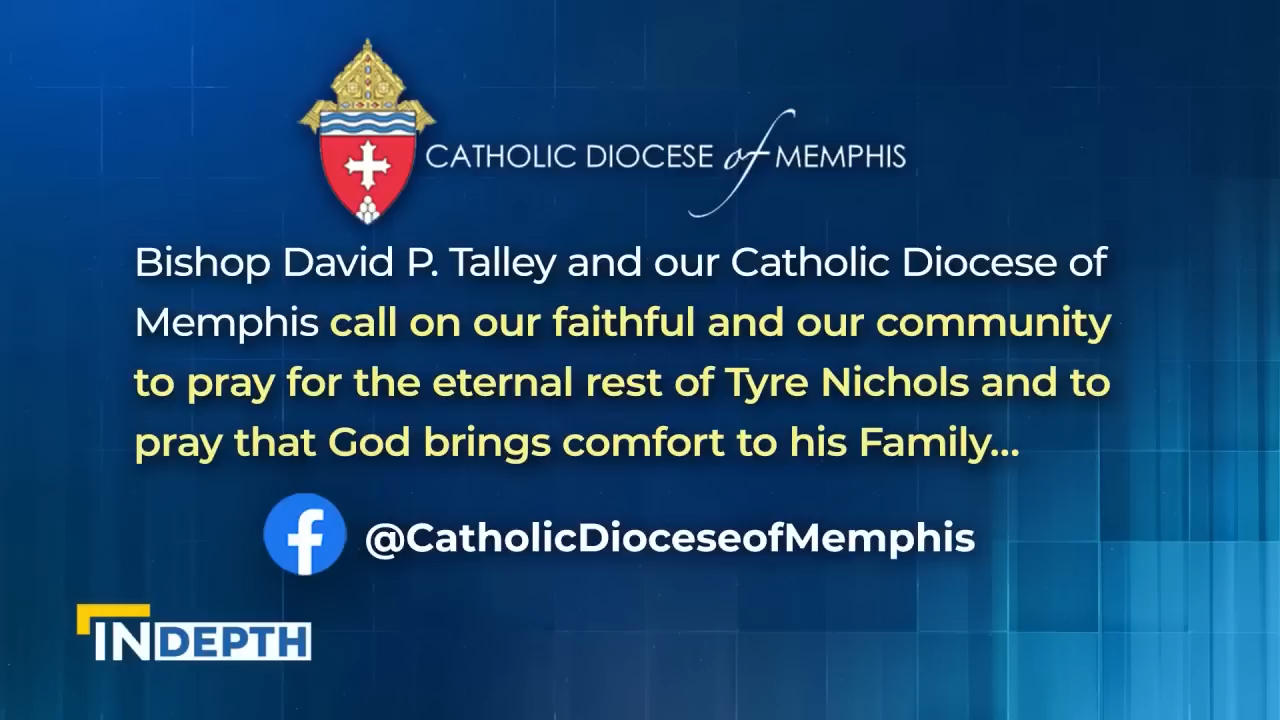 CATHOLIC DIOCESE of MEMPHIS
Bishop David P. Talley and our Catholic Diocese of
Memphis call on our faithful and our community
to pray for the eternal rest of Tyre Nichols and to
pray that God brings comfort to his Family...
@CatholicDioceseofMemphis
INDEPTH